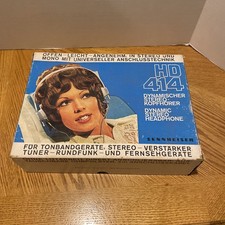 OFFEN-LEICHT-ANGENEHM, IN STEREO UND
MONO MIT UNIVERSELLER ANSCHLUSSTECHNIK
HD
414
DYNAMISCHER
STEREO
KOPFHÖRER
DYNAMIC
STEREO
HEADPHONE
SENNHEISER
FÜR TONBANDGERÄTE-STEREO-VERSTÄRKER
TUNER-RUNDFUNK-UND FERNSEHGERÄTE